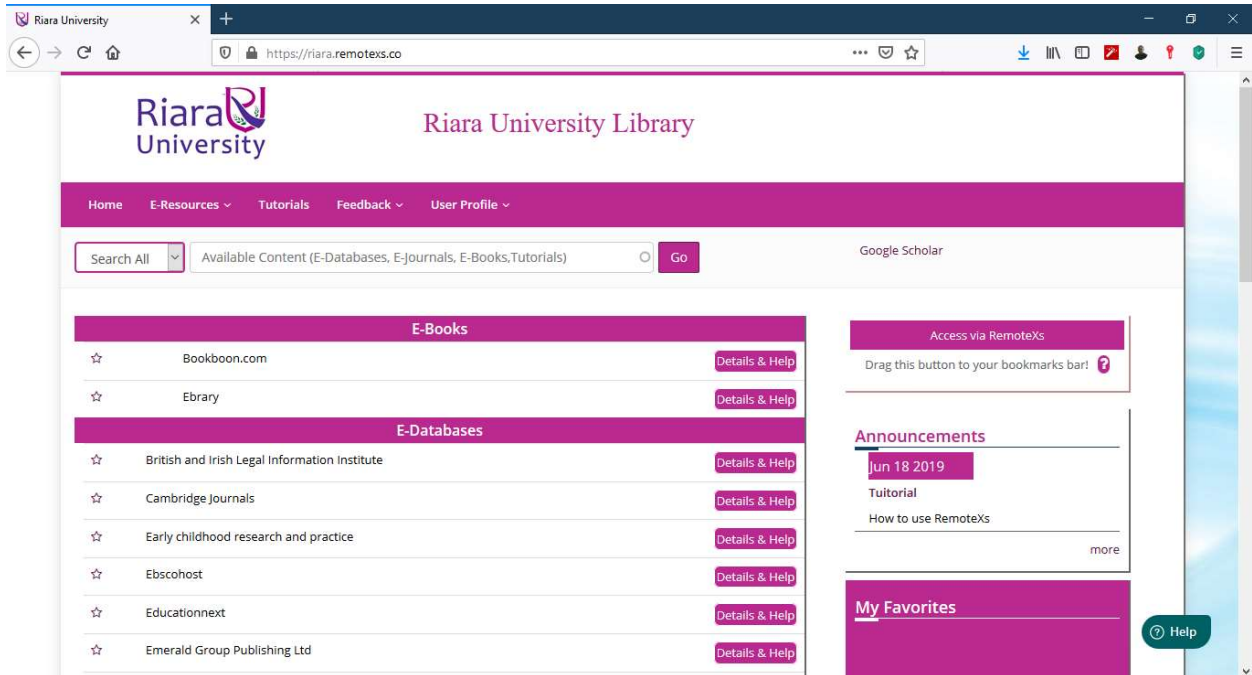 Riara University
https://riara.remotexs.co
Riara
University
Riara University Library
Home E-Resources Tutorials Feedback User Profile
Search All Available Content (E-Databases, E-Journals, E-Books,Tutorials) Go
Google Scholar
E-Books
Bookboon.com Details & Help
Ebrary Details & Help
E-Databases
British and Irish Legal Information Institute Details & Help
Cambridge Journals Details & Help
Early childhood research and practice Details & Help
Ebscohost Details & Help
Educationnext Details & Help
Emerald Group Publishing Ltd Details & Help
Access via RemoteXs
Drag this button to your bookmarks bar! ?
Announcements
Jun 18 2019
Tuitorial
How to use RemoteXs
more
My Favorites
? Help